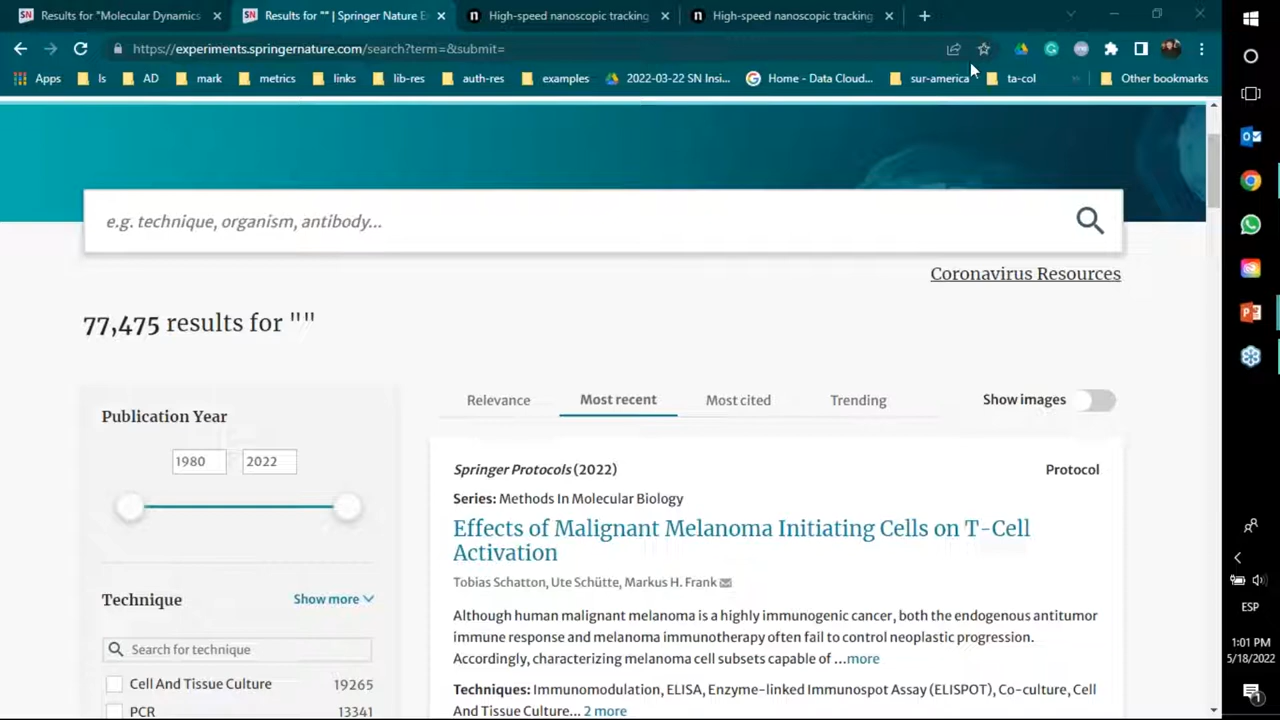 Results for "Molecular Dynamics
SN Results for "" | Springer Nature E
n High-speed nanoscopic tracking
n High-speed nanoscopic tracking
https://experiments.springernature.com/search?term=&submit=
Apps ls AD mark metrics links lib-res auth-res examples 2022-03-22 SN Insi... Home - Data Cloud... sur-america ta-col » Other bookmarks
e.g. technique, organism, antibody...
Coronavirus Resources
77,475 results for ""
Publication Year
1980 2022
Technique Show more
Search for technique
Cell And Tissue Culture 19265
PCR 13341
Relevance Most recent Most cited Trending Show images
Springer Protocols (2022) Protocol
Series: Methods In Molecular Biology
Effects of Malignant Melanoma Initiating Cells on T-Cell
Activation
Tobias Schatton, Ute Schütte, Markus H. Frank
Although human malignant melanoma is a highly immunogenic cancer, both the endogenous antitumor
immune response and melanoma immunotherapy often fail to control neoplastic progression.
Accordingly, characterizing melanoma cell subsets capable of ...more
Techniques: Immunomodulation, ELISA, Enzyme-linked Immunospot Assay (ELISPOT), Co-culture, Cell
And Tissue Culture... 2 more
ESP
1:01 PM
5/18/2022
1